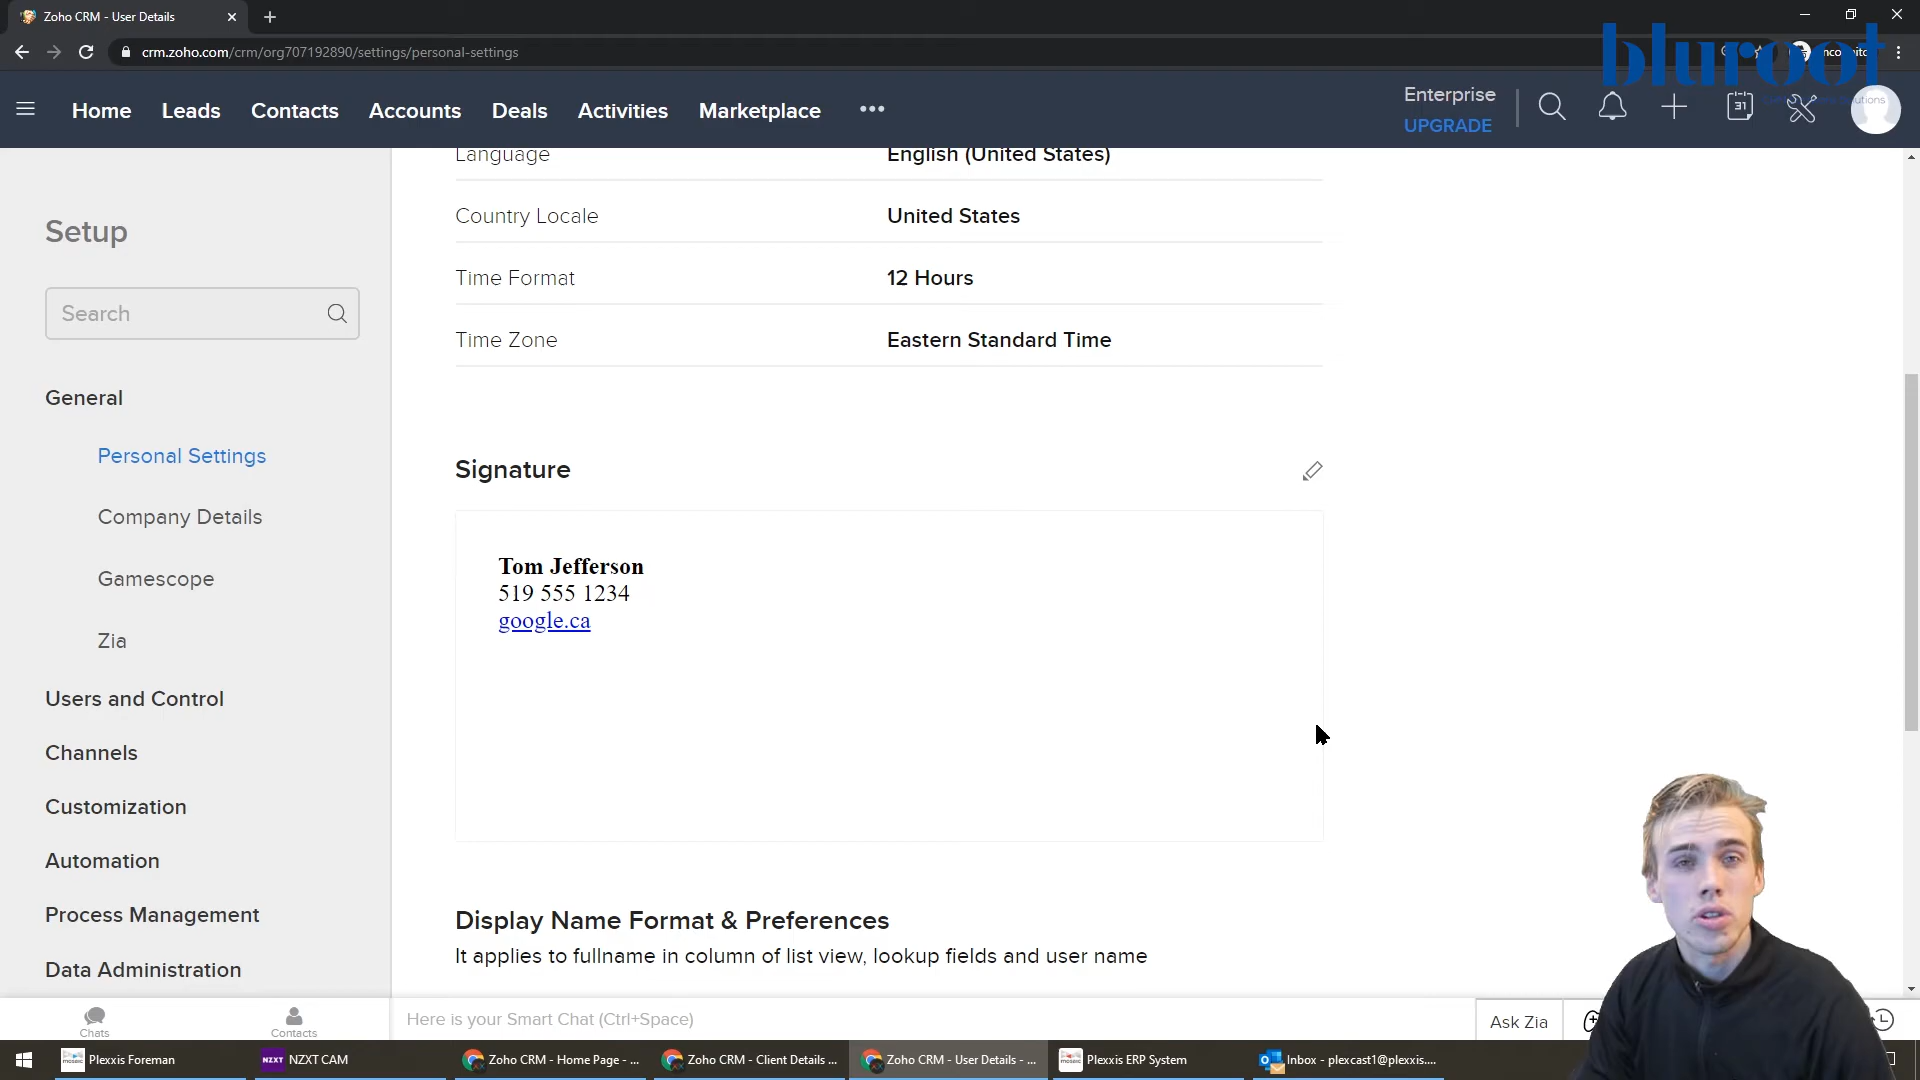 Zoho CRM - User Details
crm.zoho.com/crm/org707192890/settings/personal-settings
bluroot
Home Leads Contacts Accounts Deals Activities Marketplace
Enterprise
UPGRADE
31
Setup
Search
General
Personal Settings
Company Details
Gamescope
Zia
Users and Control
Channels
Customization
Automation
Process Management
Data Administration
Language English (United States)
Country Locale United States
Time Format 12 Hours
Time Zone Eastern Standard Time
Signature
Tom Jefferson
519 555 1234
google.ca
Display Name Format & Preferences
It applies to fullname in column of list view, lookup fields and user name
Chats
Contacts
Here is your Smart Chat (Ctrl+Space)
Ask Zia
Plexxis Foreman
NZXT CAM
Zoho CRM - Home Page - ...
Zoho CRM - Client Details ...
Zoho CRM - User Details - ...
Plexxis ERP System
Inbox - plexcast1@plexxis....